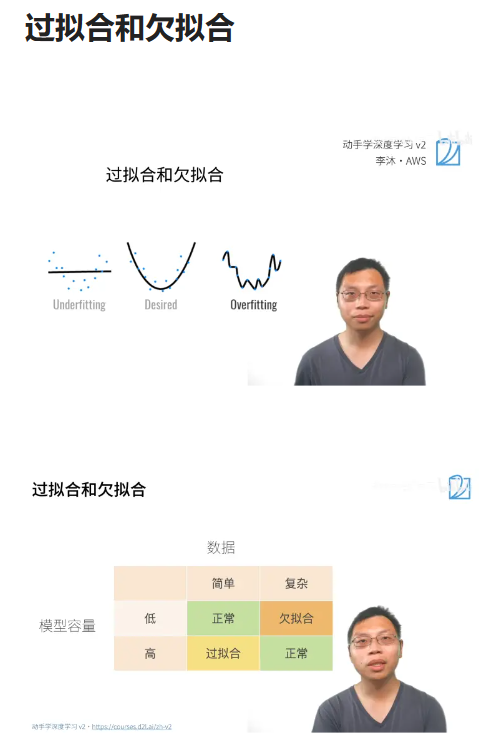 过拟合和欠拟合
动手学深度学习 v2
李沐·AWS
过拟合和欠拟合
Underfitting
Desired
Overfitting
过拟合和欠拟合
数据
简单
复杂
模型容量
低
正常
欠拟合
高
过拟合
正常
动手学深度学习 v2·https://courses.d2l.ai/zh-v2